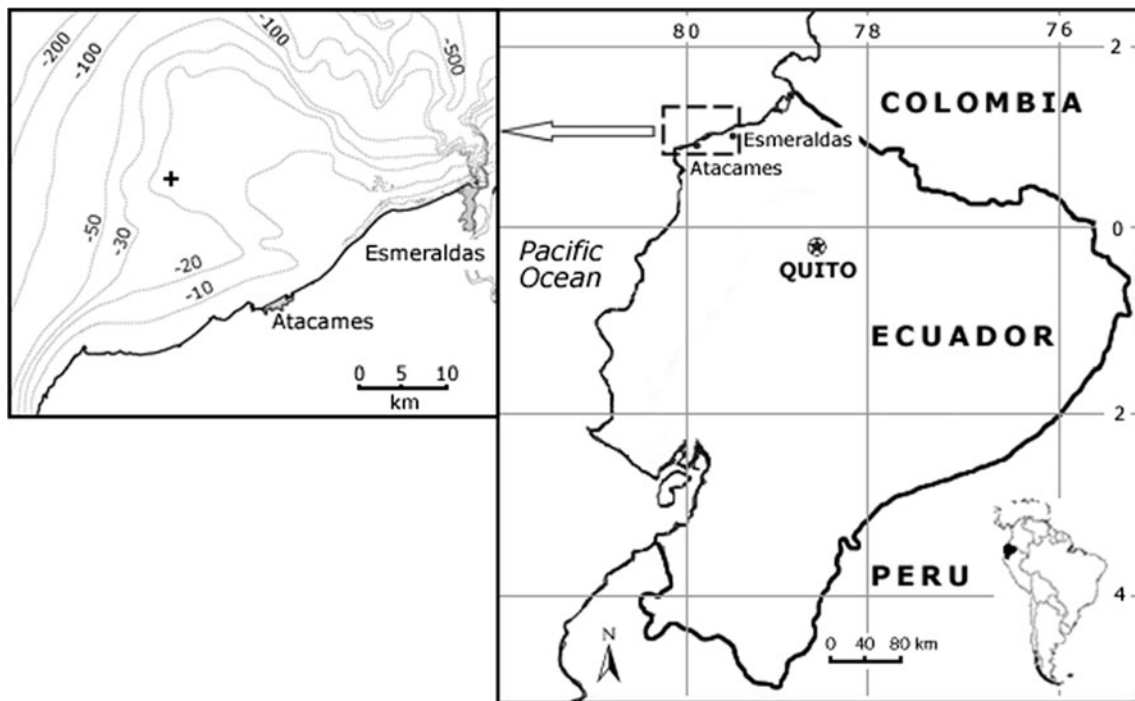 -200
-100
-100
-500
-50
-30
-20
-10
Esmeraldas
Atacames
0 5 10
km
80 78 76
2
COLOMBIA
Esmeraldas
Atacames
0
Pacific
Ocean
QUITO
ECUADOR
2
PERU
4
N
0 40 80 km